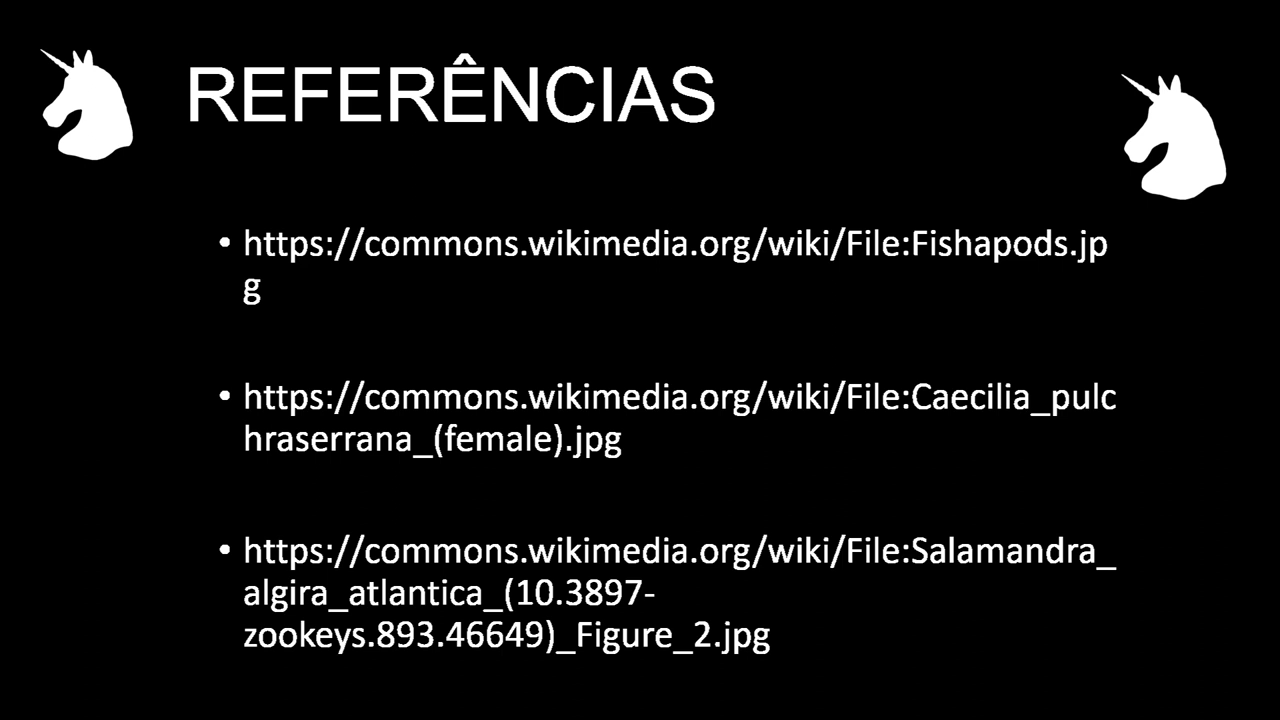 REFERÊNCIAS
• https://commons.wikimedia.org/wiki/File:Fishapods.jp
g
• https://commons.wikimedia.org/wiki/File:Caecilia_pulc
hraserrana_(female).jpg
• https://commons.wikimedia.org/wiki/File:Salamandra_
algira_atlantica_(10.3897-
zookeys.893.46649)_Figure_2.jpg